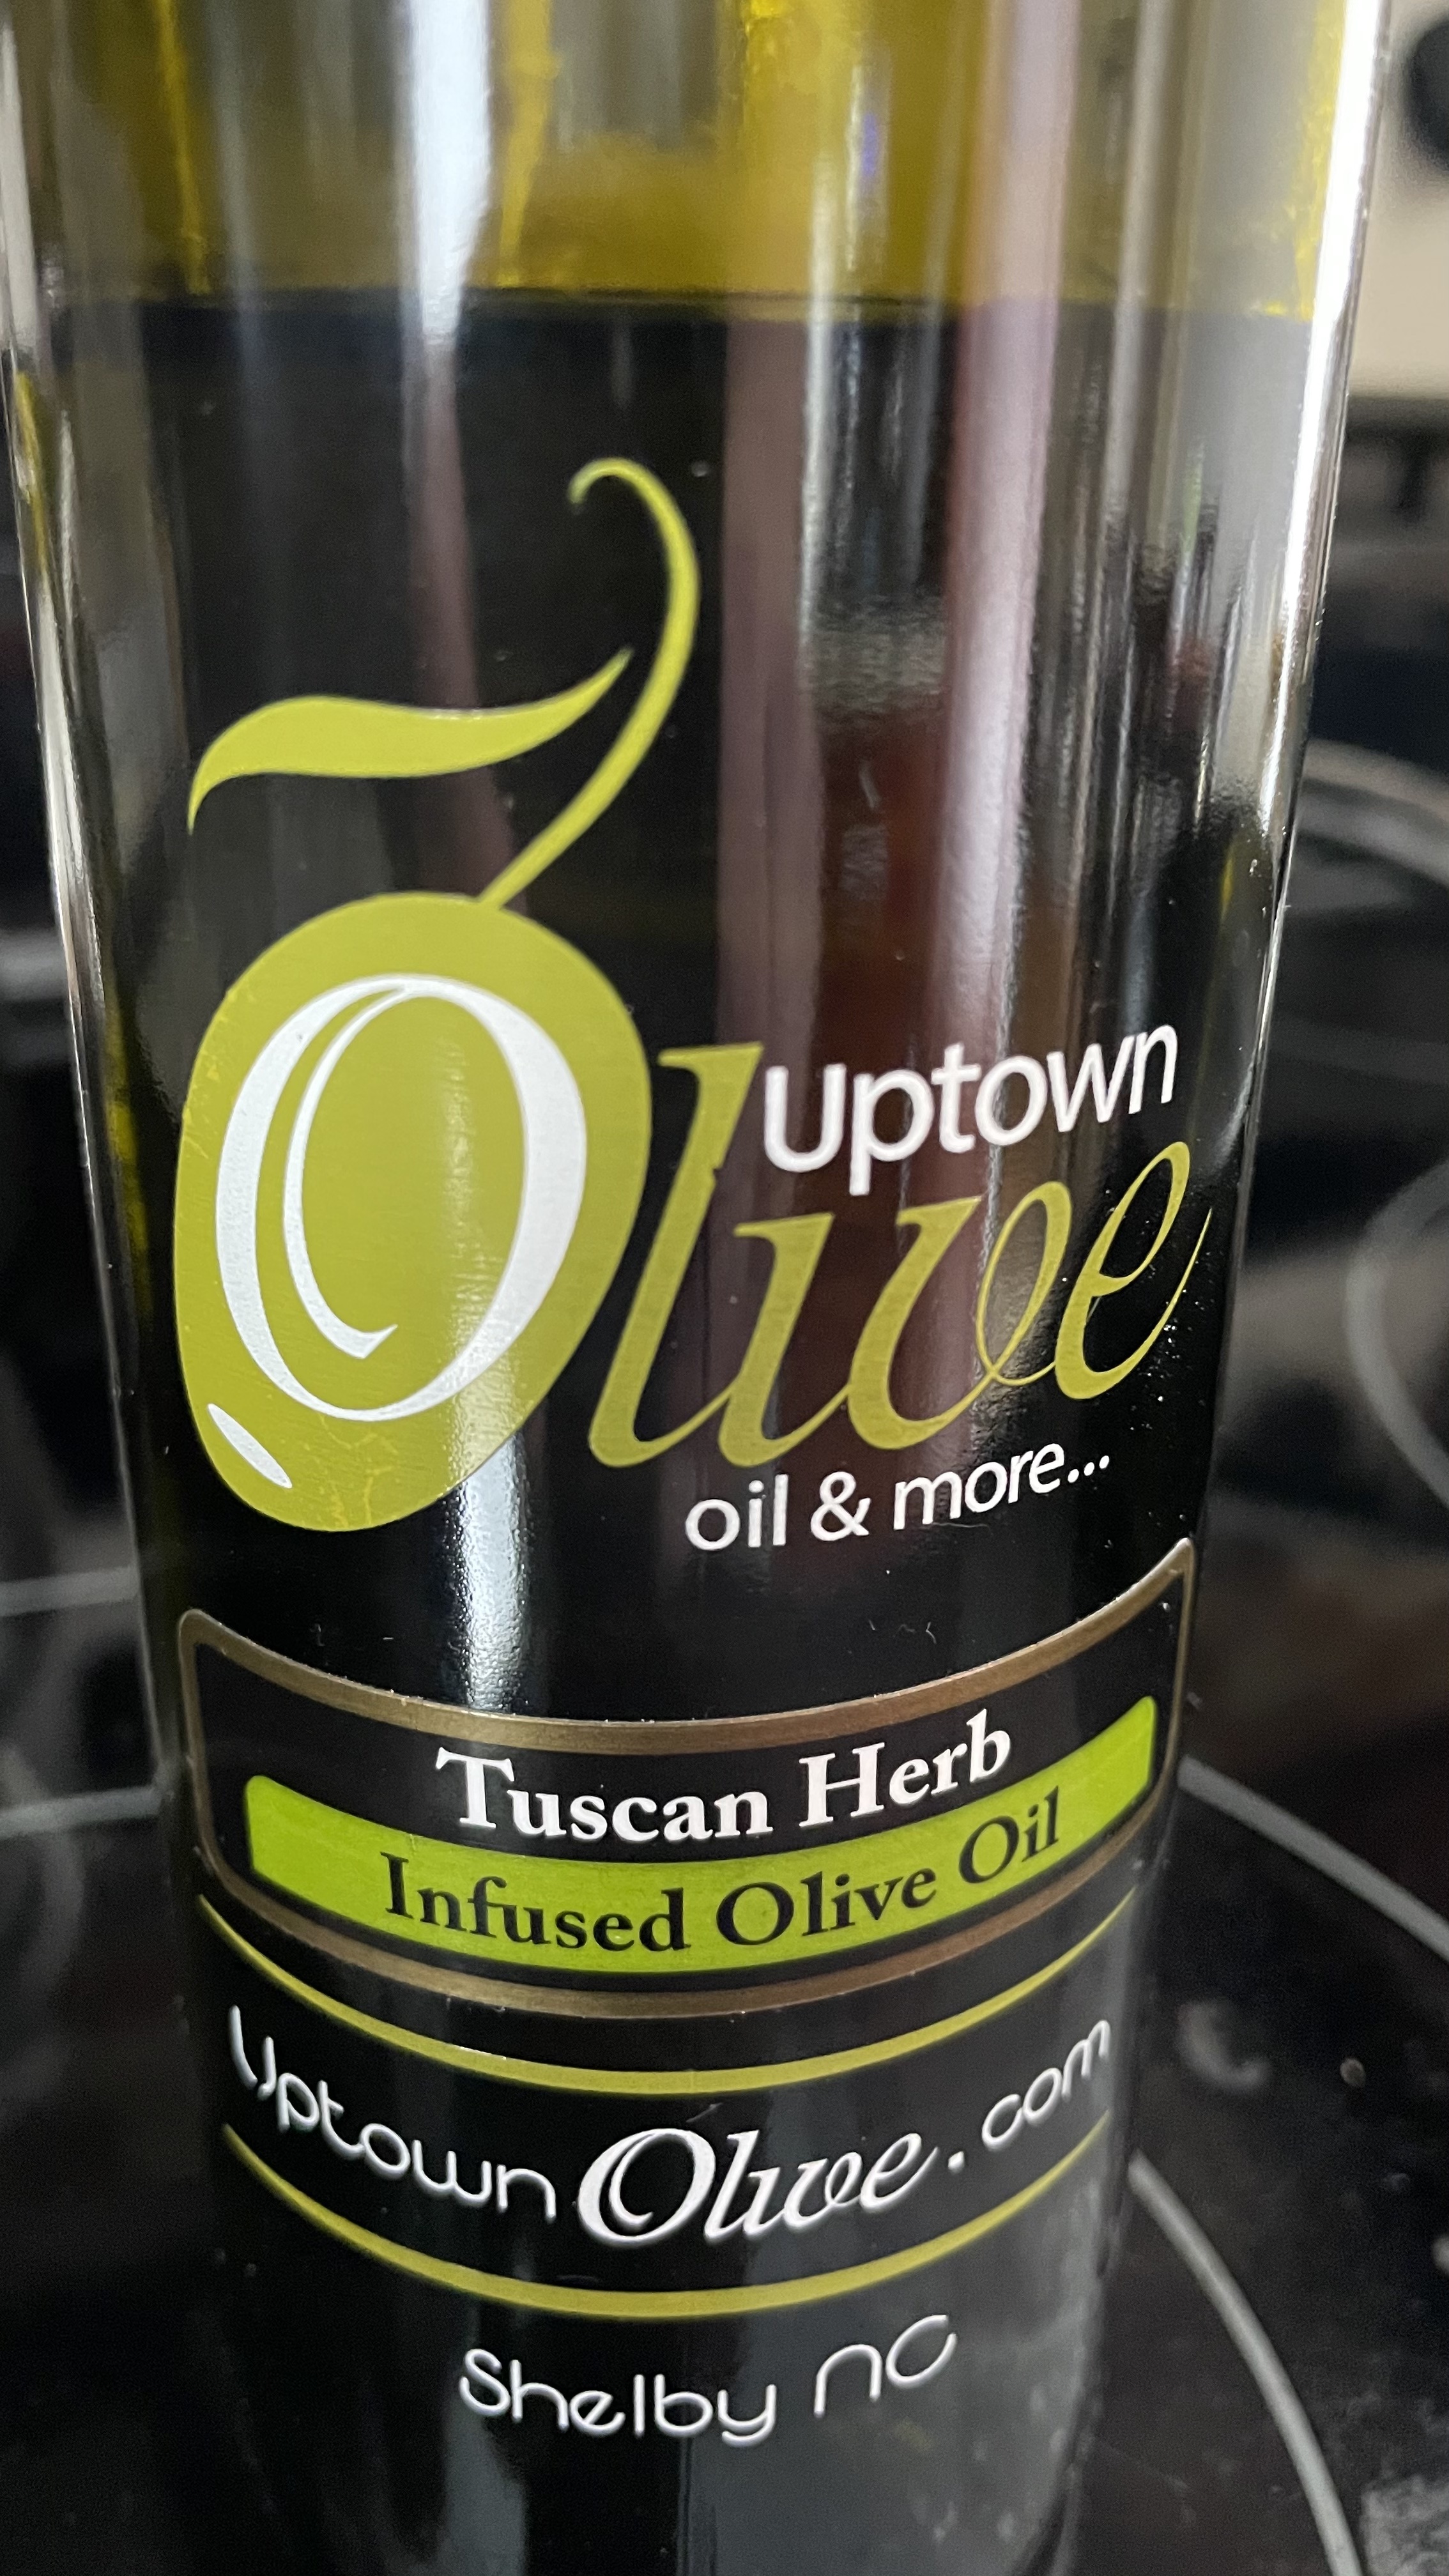 Uptown
Olive
oil & more...
Tuscan Herb
Infused Olive Oil
UptownOlive.com
Shelby NC